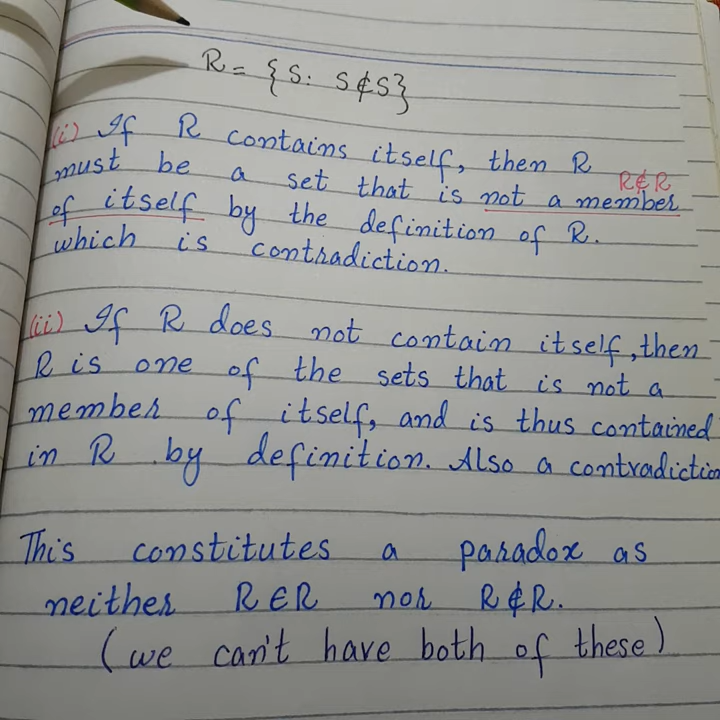 R = {S: S∉S}
(i) If R contains itself, then R
R∉R
must be a set that is not a member
of itself by the definition of R.
which is contradiction.
(ii) If R does not contain itself, then
R is one of the sets that is not a
member of itself, and is thus contained
in R by definition. Also a contradiction
This constitutes a paradox as
neither R∈R nor R∉R.
(we can't have both of these)